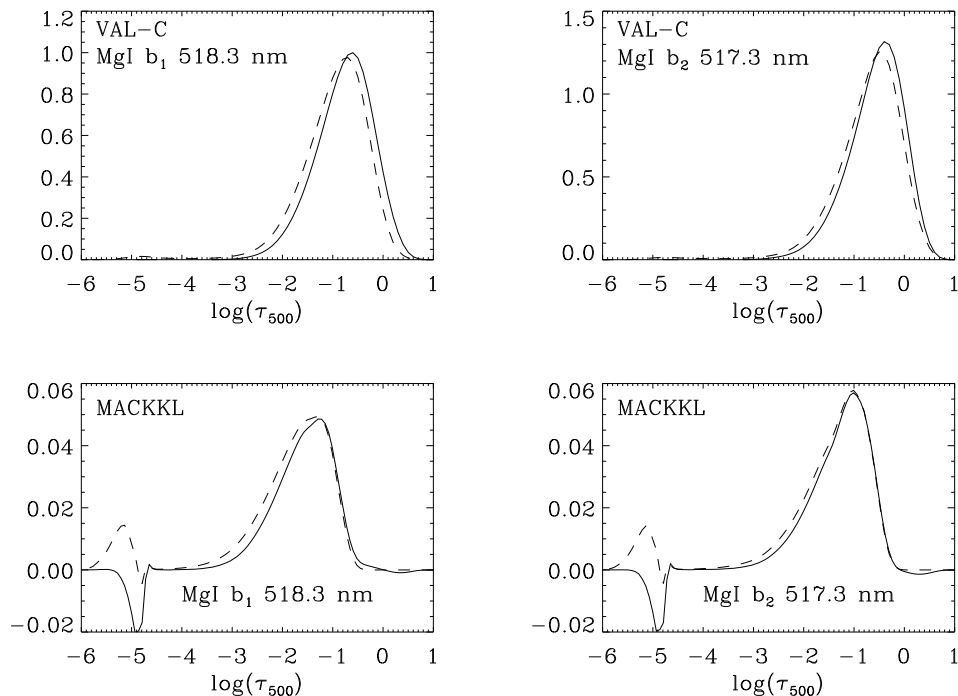 VAL-C
MgI b₁ 518.3 nm
1.2
1.0
0.8
0.6
0.4
0.2
0.0
-6 -5 -4 -3 -2 -1 0 1
log(τ₅₀₀)
VAL-C
MgI b₂ 517.3 nm
1.5
1.0
0.5
0.0
-6 -5 -4 -3 -2 -1 0 1
log(τ₅₀₀)
MACKKL
0.06
0.04
0.02
0.00
-0.02
MgI b₁ 518.3 nm
-6 -5 -4 -3 -2 -1 0 1
log(τ₅₀₀)
MACKKL
0.06
0.04
0.02
0.00
-0.02
MgI b₂ 517.3 nm
-6 -5 -4 -3 -2 -1 0 1
log(τ₅₀₀)